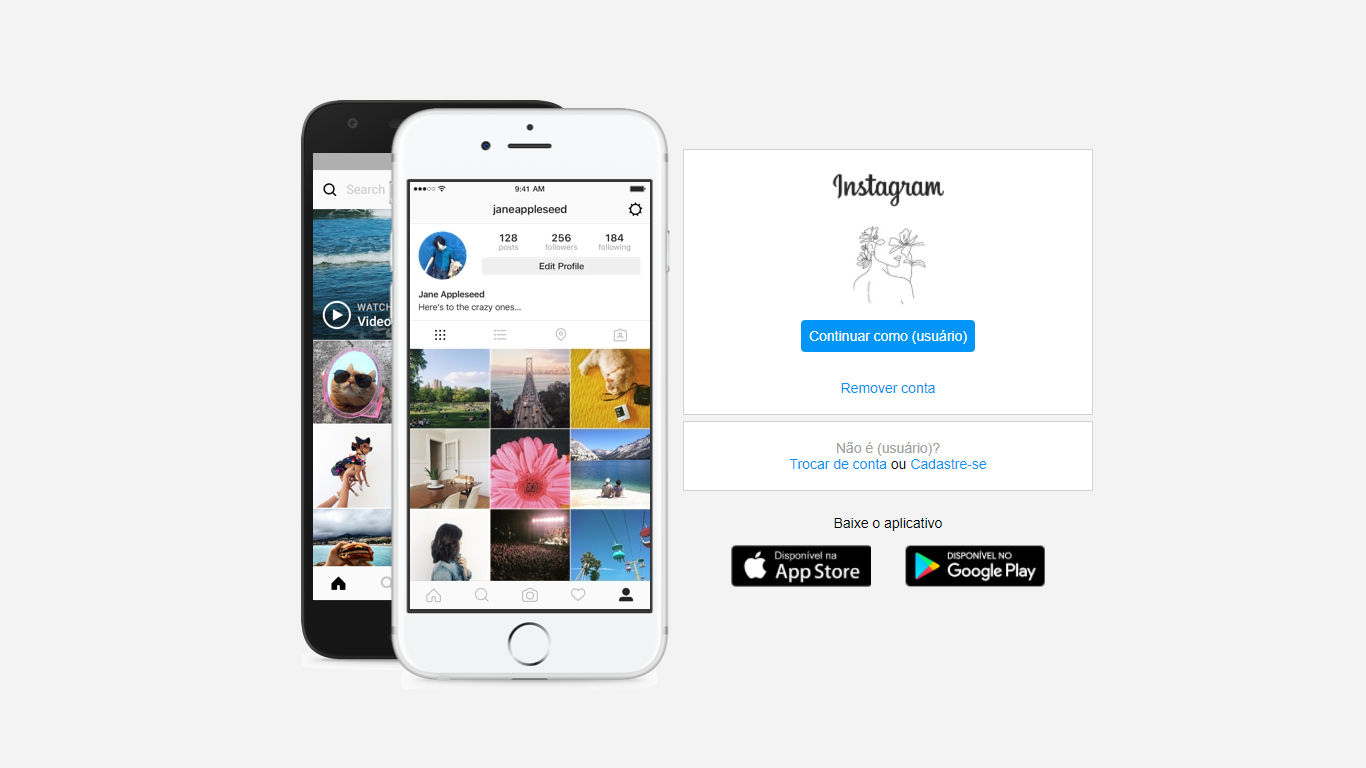 Search
WATCH
Video
9:41 AM
janeappleseed
128 256 184
posts followers following
Edit Profile
Jane Appleseed
Here's to the crazy ones...
Instagram
Continuar como (usuário)
Remover conta
Não é (usuário)?
Trocar de conta ou Cadastre-se
Baixe o aplicativo
Disponível na
App Store
DISPONÍVEL NO
Google Play